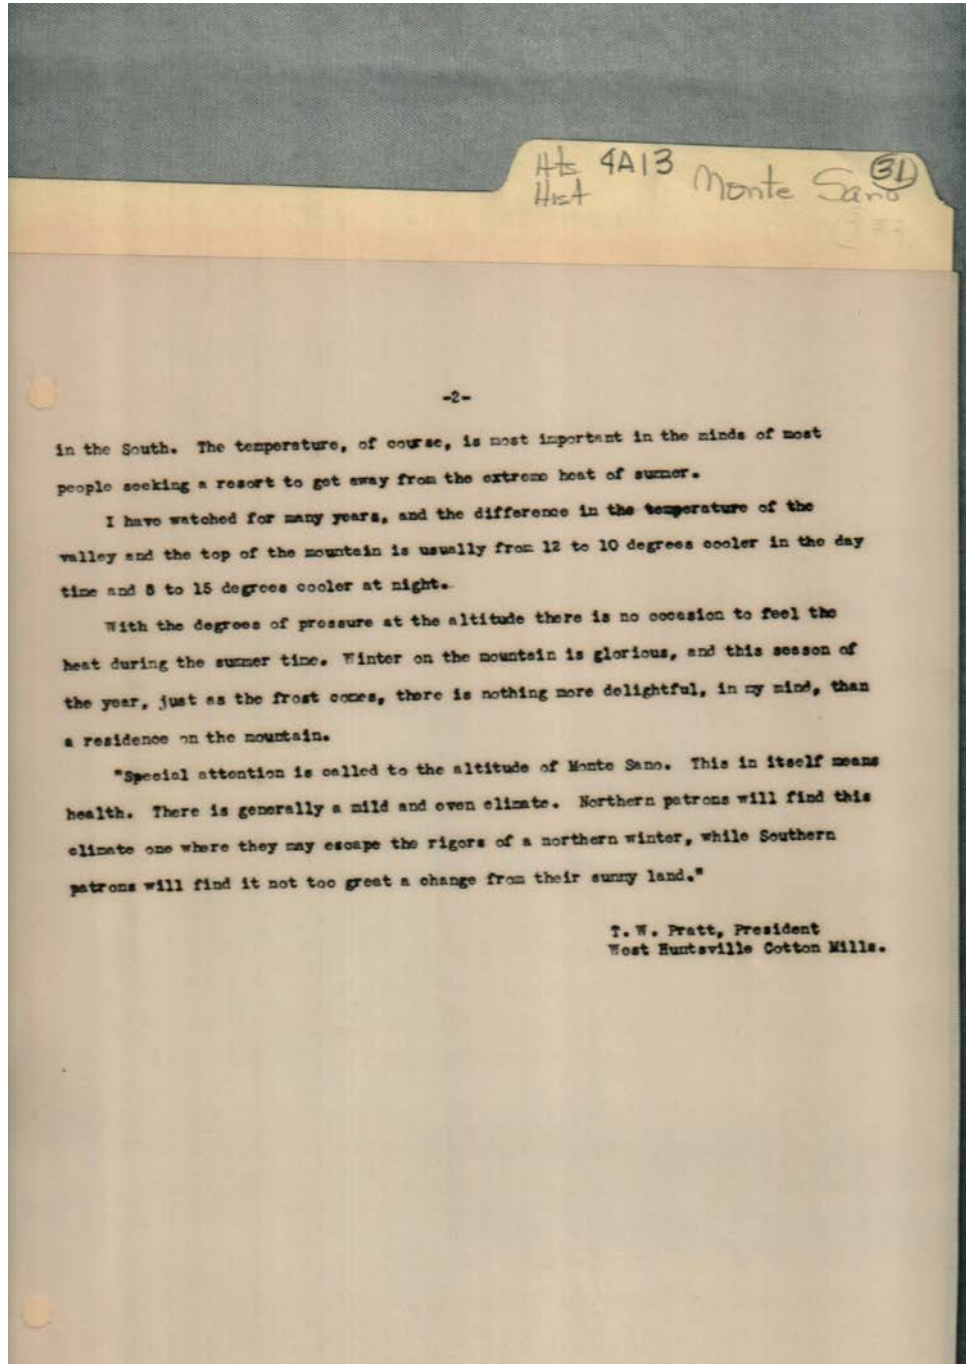 Hts 4A13 Monte Sano 31
Hist
-2-
in the South. The temperature, of course, is most important in the minds of most
people seeking a resort to get away from the extreme heat of summer.
I have watched for many years, and the difference in the temperature of the
valley and the top of the mountain is usually from 12 to 10 degrees cooler in the day
time and 8 to 15 degrees cooler at night.
With the degrees of pressure at the altitude there is no occasion to feel the
heat during the summer time. Winter on the mountain is glorious, and this season of
the year, just as the frost comes, there is nothing more delightful, in my mind, than
a residence on the mountain.
"Special attention is called to the altitude of Monte Sano. This in itself means
health. There is generally a mild and even climate. Northern patrons will find this
climate one where they may escape the rigors of a northern winter, while Southern
patrons will find it not too great a change from their sunny land."
T. W. Pratt, President
West Huntsville Cotton Mills.